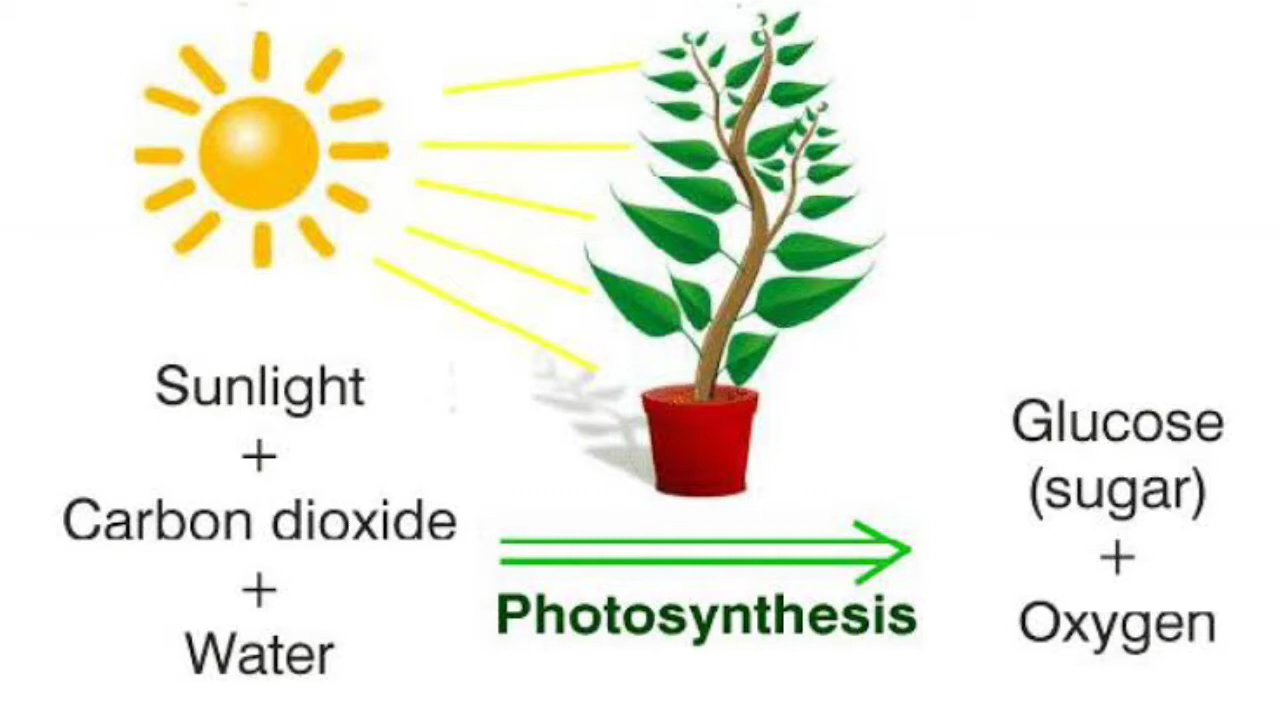 Sunlight
+
Carbon dioxide
+
Water
Photosynthesis
Glucose
(sugar)
+
Oxygen